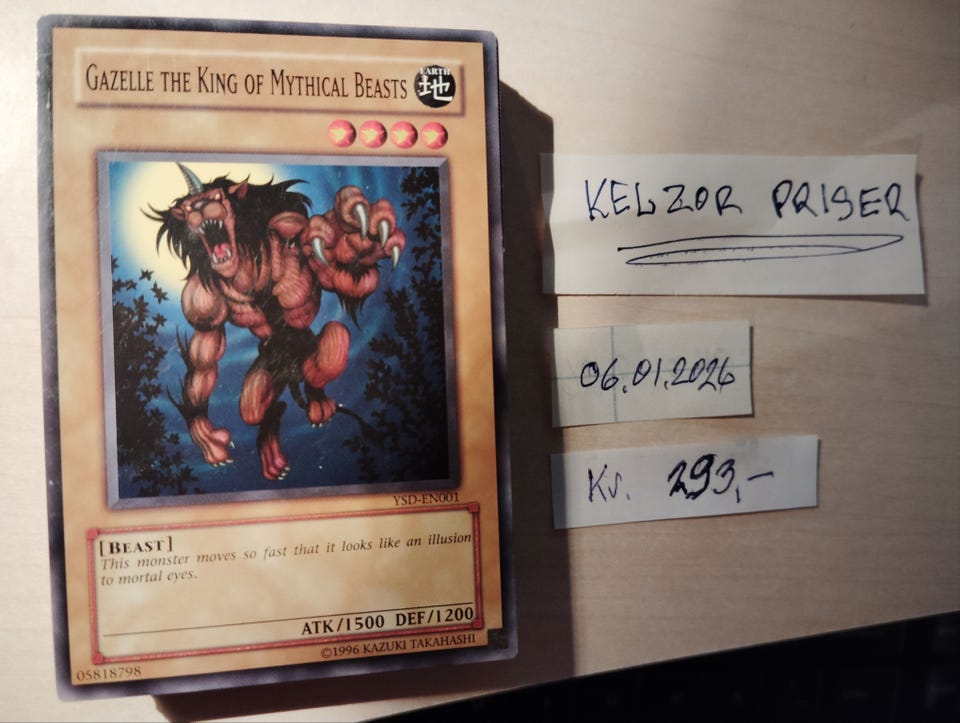 GAZELLE THE KING OF MYTHICAL BEASTS
EARTH
地
YSD-EN001
[BEAST]
This monster moves so fast that it looks like an illusion
to mortal eyes.
ATK/1500 DEF/1200
©1996 KAZUKI TAKAHASHI
05818798
KELZOR PRISER
06.01.2026
Kr. 293,-